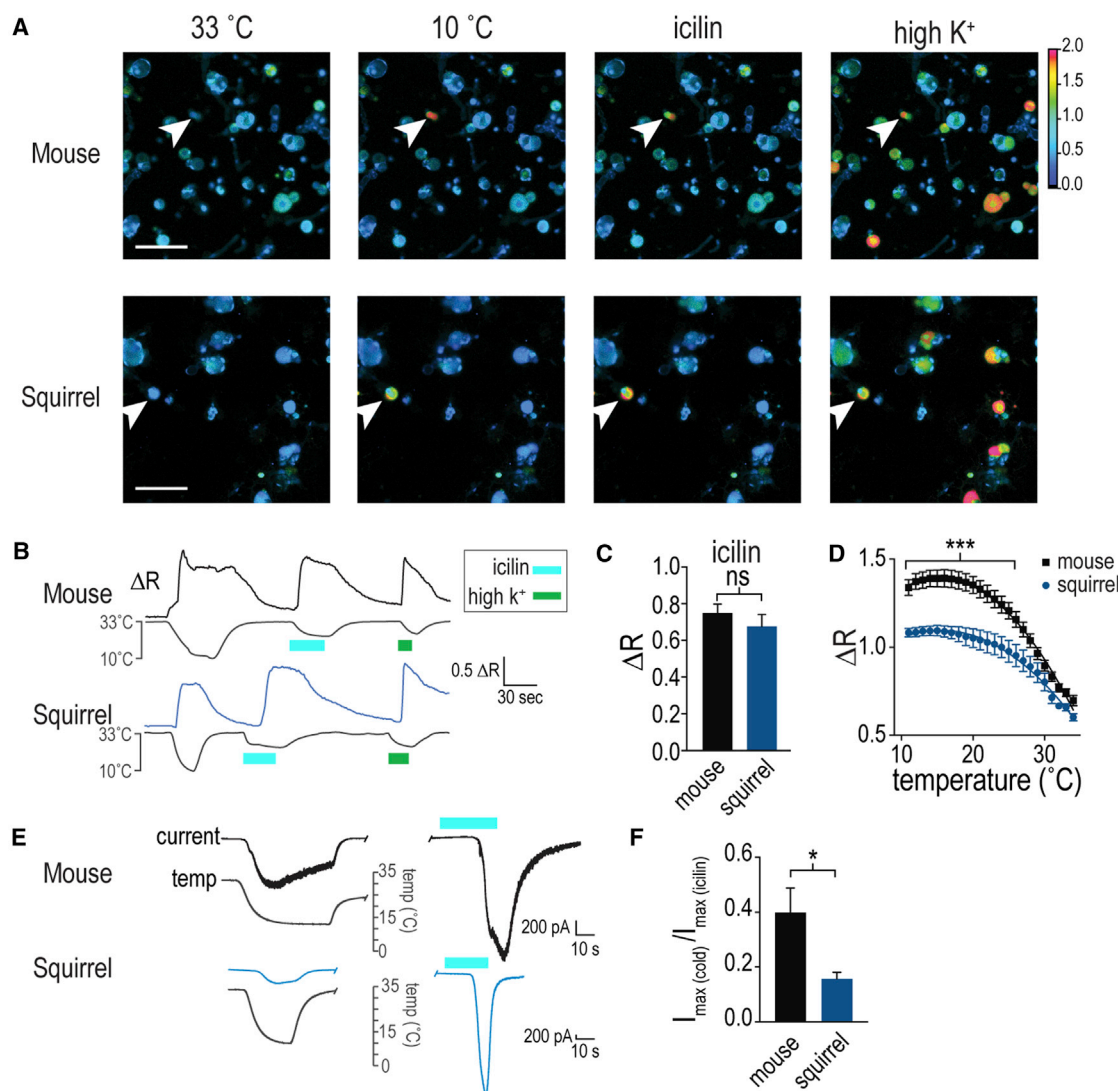 A
33 ˚C
10 ˚C
icilin
high K⁺
Mouse
2.0
1.5
1.0
0.5
0.0
Squirrel
B
Mouse
ΔR
33˚C
10˚C
Squirrel
33˚C
10˚C
icilin
high k⁺
0.5 ΔR
30 sec
C
icilin
ns
ΔR
1.0
0.8
0.6
0.4
0.2
0.0
mouse
squirrel
D
***
mouse
squirrel
ΔR
1.5
1.0
0.5
10
20
30
temperature (˚C)
E
Mouse
current
temp
35
15
0
temp (°C)
200 pA
10 s
Squirrel
35
15
0
temp (°C)
200 pA
10 s
F
*
I max (cold) /I max (icilin)
0.6
0.4
0.2
0.0
mouse
squirrel